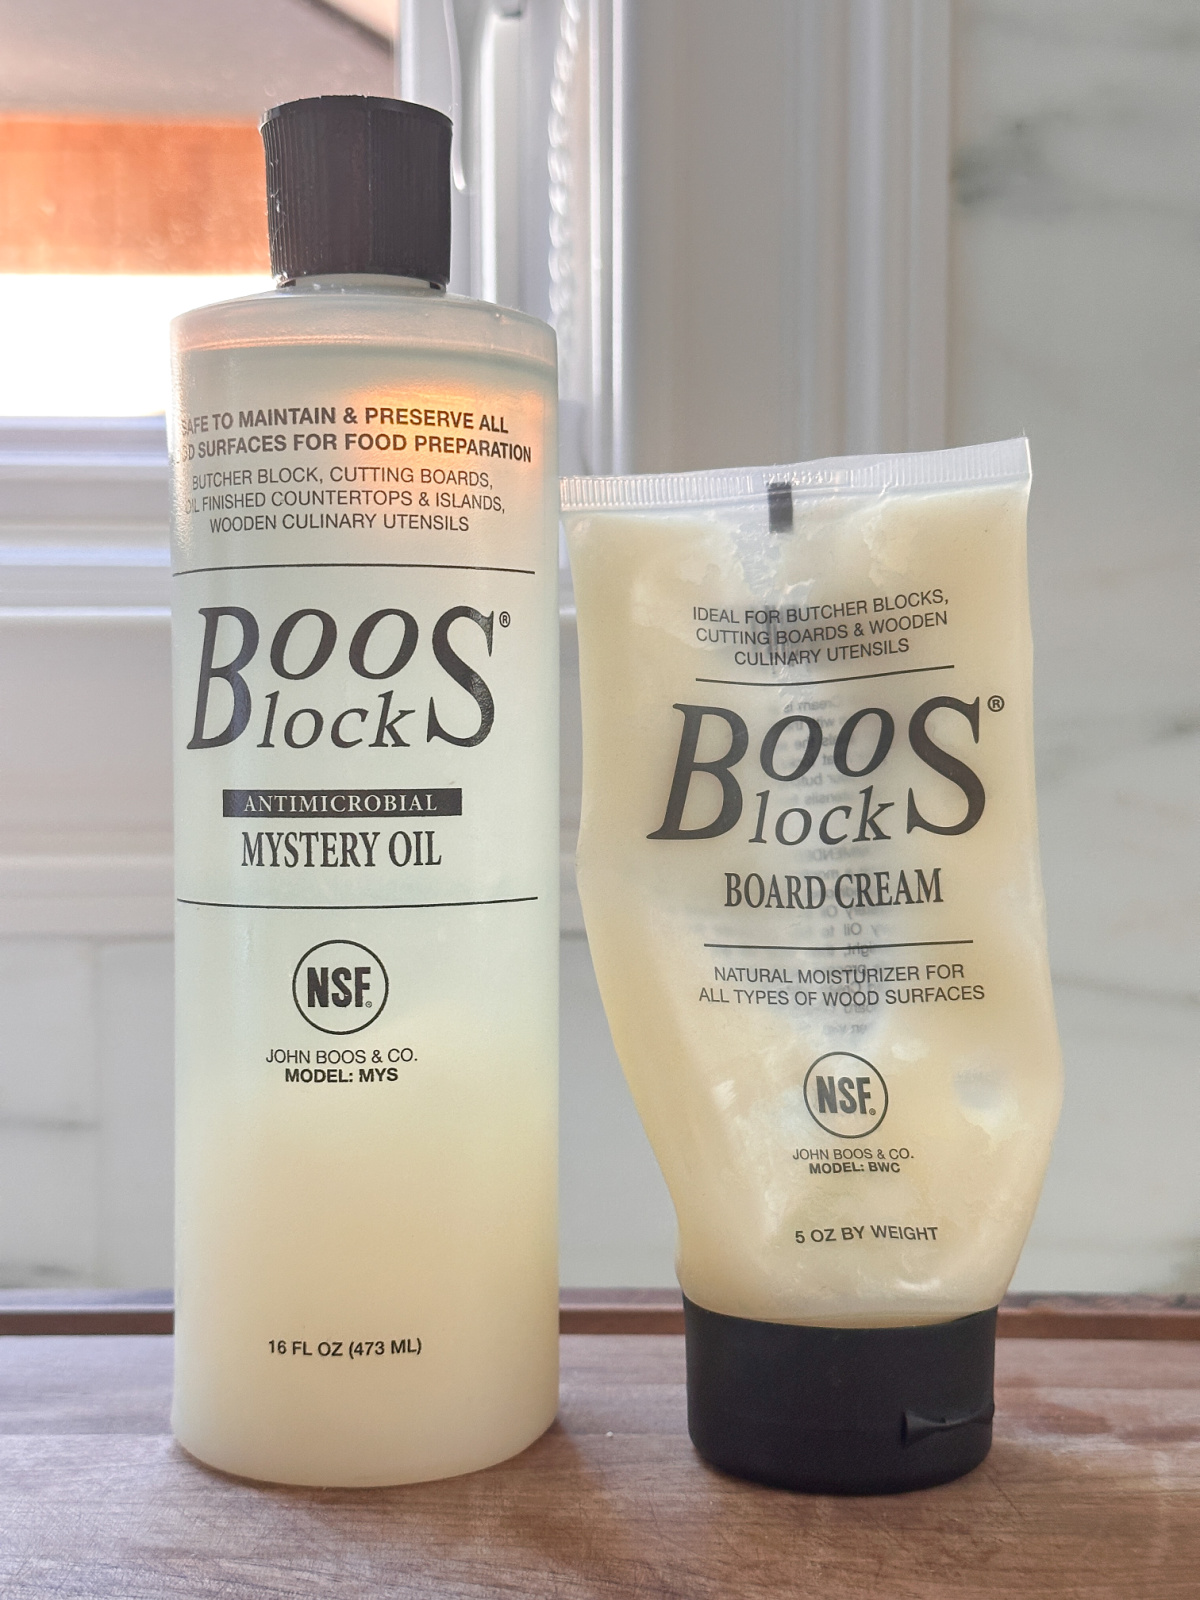 SAFE TO MAINTAIN & PRESERVE ALL
SURFACES FOR FOOD PREPARATION
BUTCHER BLOCK, CUTTING BOARDS,
OIL FINISHED COUNTERTOPS & ISLANDS,
WOODEN CULINARY UTENSILS
BOOS®
Block
ANTIMICROBIAL
MYSTERY OIL
NSF®
JOHN BOOS & CO.
MODEL: MYS
16 FL OZ (473 ML)
IDEAL FOR BUTCHER BLOCKS,
CUTTING BOARDS & WOODEN
CULINARY UTENSILS
BOOS®
Block
BOARD CREAM
NATURAL MOISTURIZER FOR
ALL TYPES OF WOOD SURFACES
NSF®
JOHN BOOS & CO.
MODEL: BWC
5 OZ BY WEIGHT